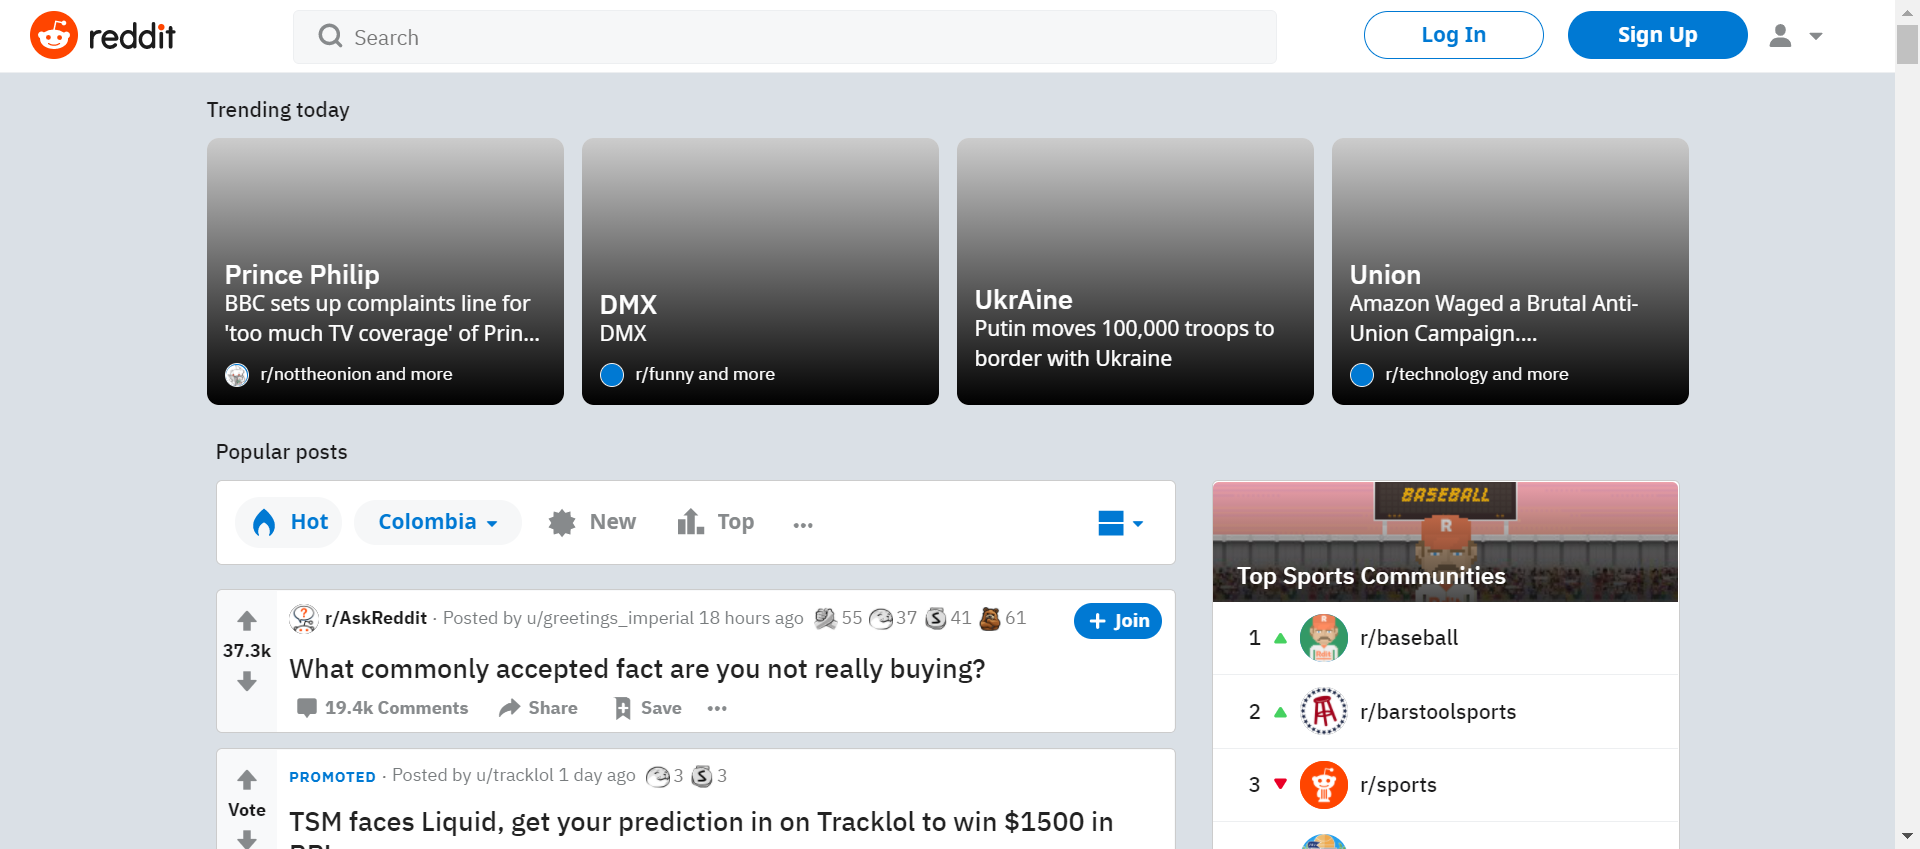 reddit
Search
Log In
Sign Up
Trending today
Prince Philip
BBC sets up complaints line for
'too much TV coverage' of Prin...
r/nottheonion and more
DMX
DMX
r/funny and more
UkrAine
Putin moves 100,000 troops to
border with Ukraine
Union
Amazon Waged a Brutal Anti-
Union Campaign....
r/technology and more
Popular posts
Hot
Colombia
New
Top
...
r/AskReddit · Posted by u/greetings_imperial 18 hours ago 55 37 41 61
+ Join
37.3k
What commonly accepted fact are you not really buying?
19.4k Comments
Share
Save
...
PROMOTED · Posted by u/tracklol 1 day ago 3 3
Vote
TSM faces Liquid, get your prediction in on Tracklol to win $1500 in
BASEBALL
R
Top Sports Communities
1 r/baseball
2 r/barstoolsports
3 r/sports